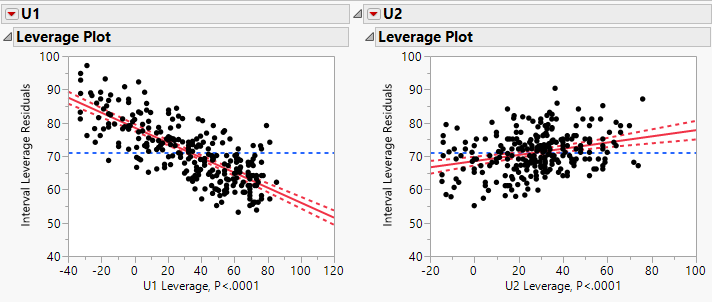 U1
Leverage Plot
Interval Leverage Residuals
100
90
80
70
60
50
40
-40 -20 0 20 40 60 80 100 120
U1 Leverage, P<.0001
U2
Leverage Plot
Interval Leverage Residuals
100
90
80
70
60
50
40
-20 0 20 40 60 80 100
U2 Leverage, P<.0001